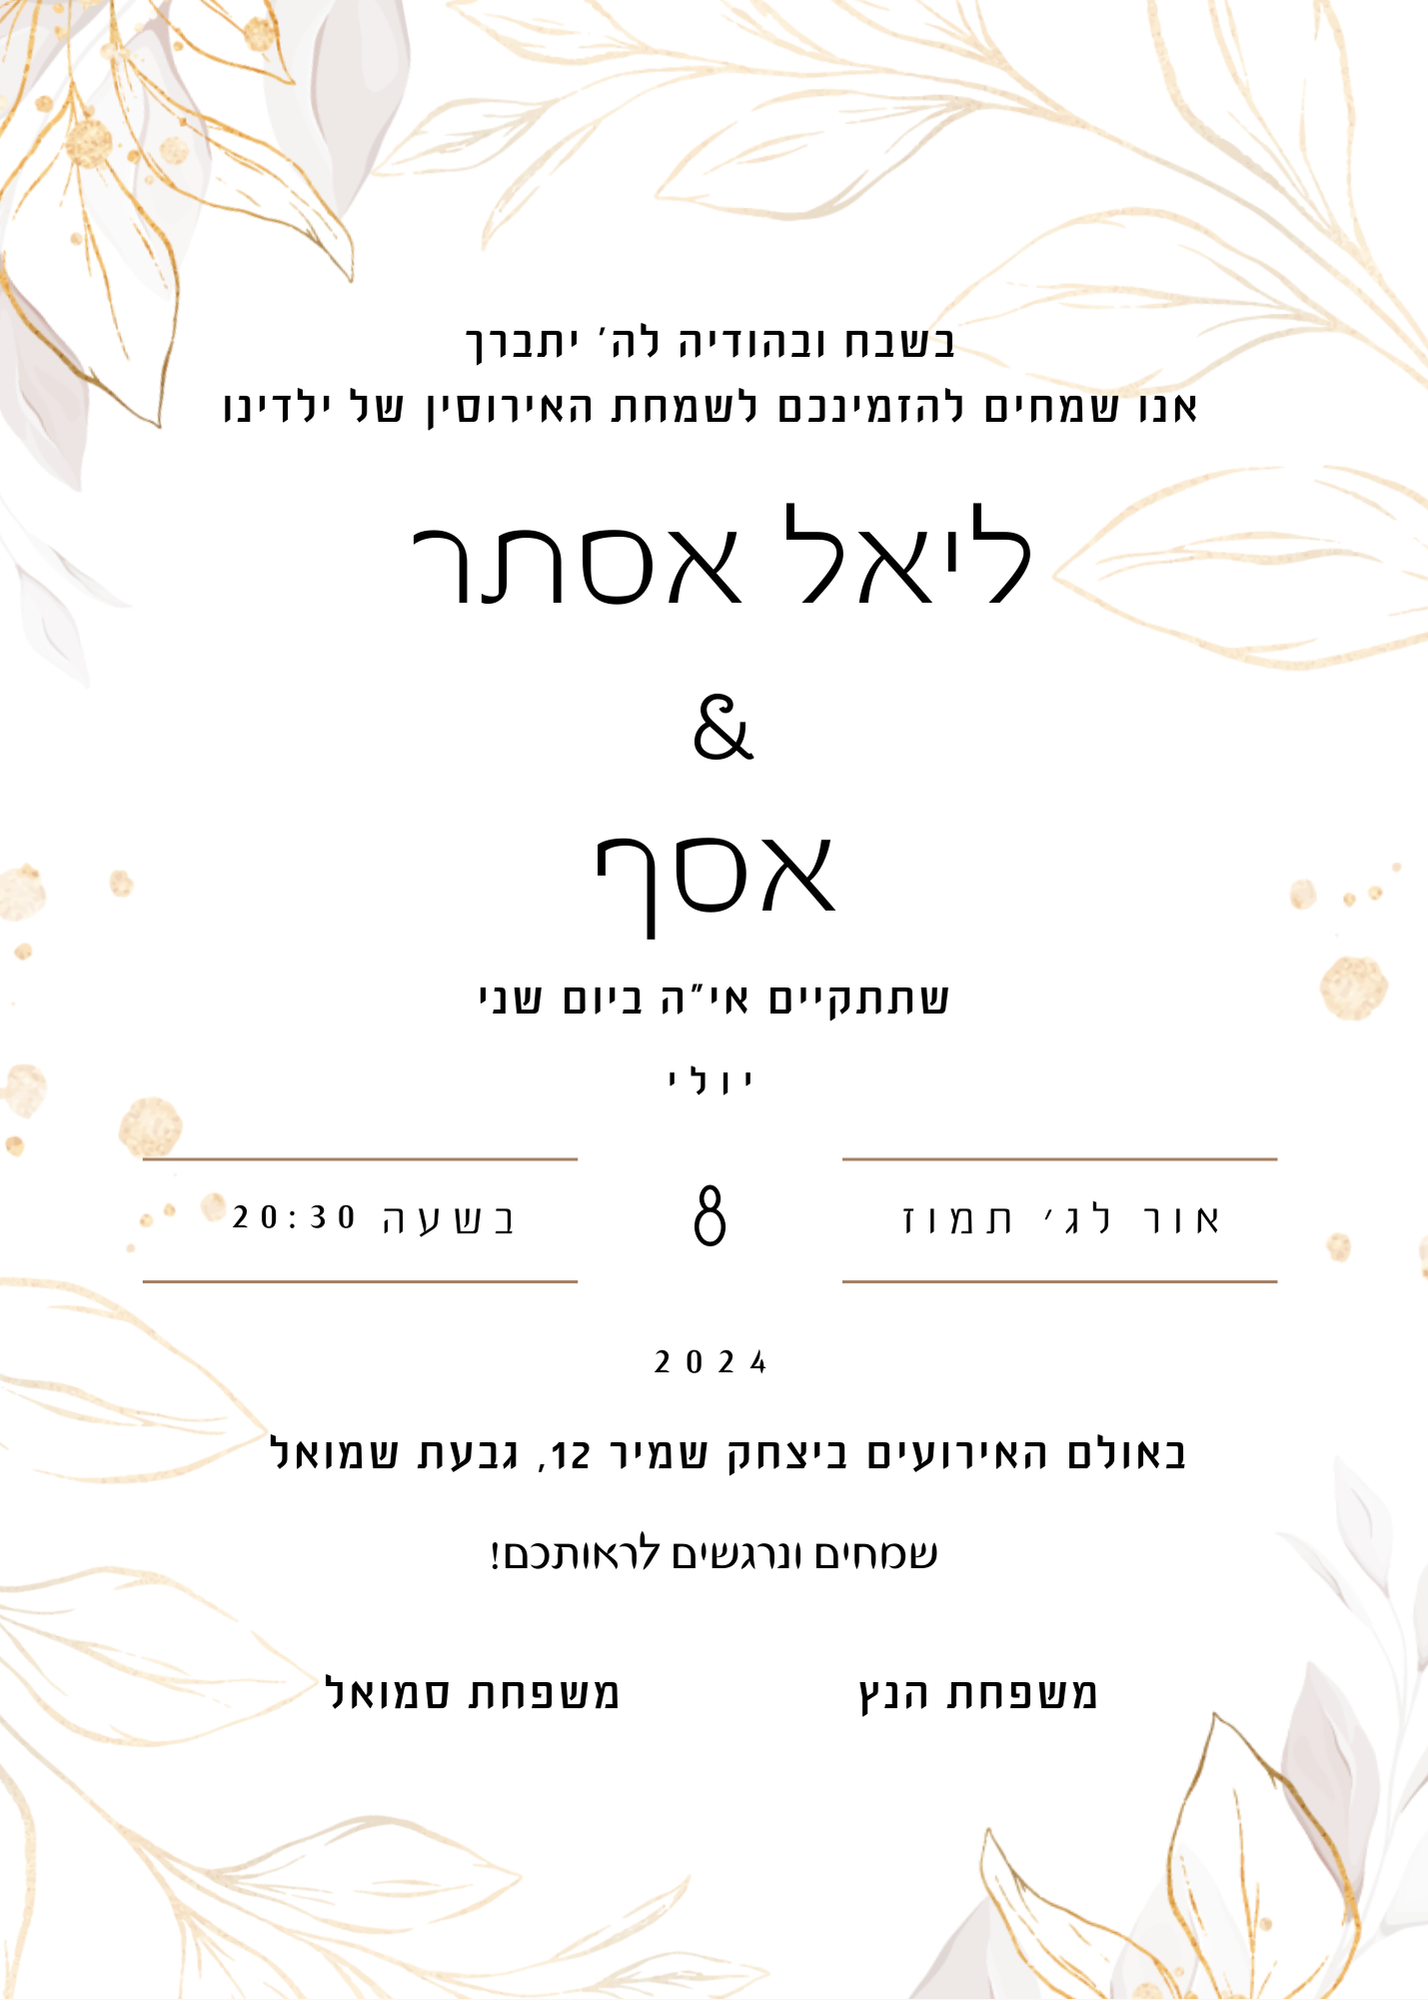 בשבח ובהודיה לה' יתברך
אנו שמחים להזמינכם לשמחת האירוסין של ילדינו
ליאל אסתר
&
אסף
שתתקיים אי"ה ביום שני
יולי
אור לג' תמוז 8 בשעה 20:30
2024
באולם האירועים ביצחק שמיר 12, גבעת שמואל
שמחים ונרגשים לראותכם!
משפחת הנץ משפחת סמואל